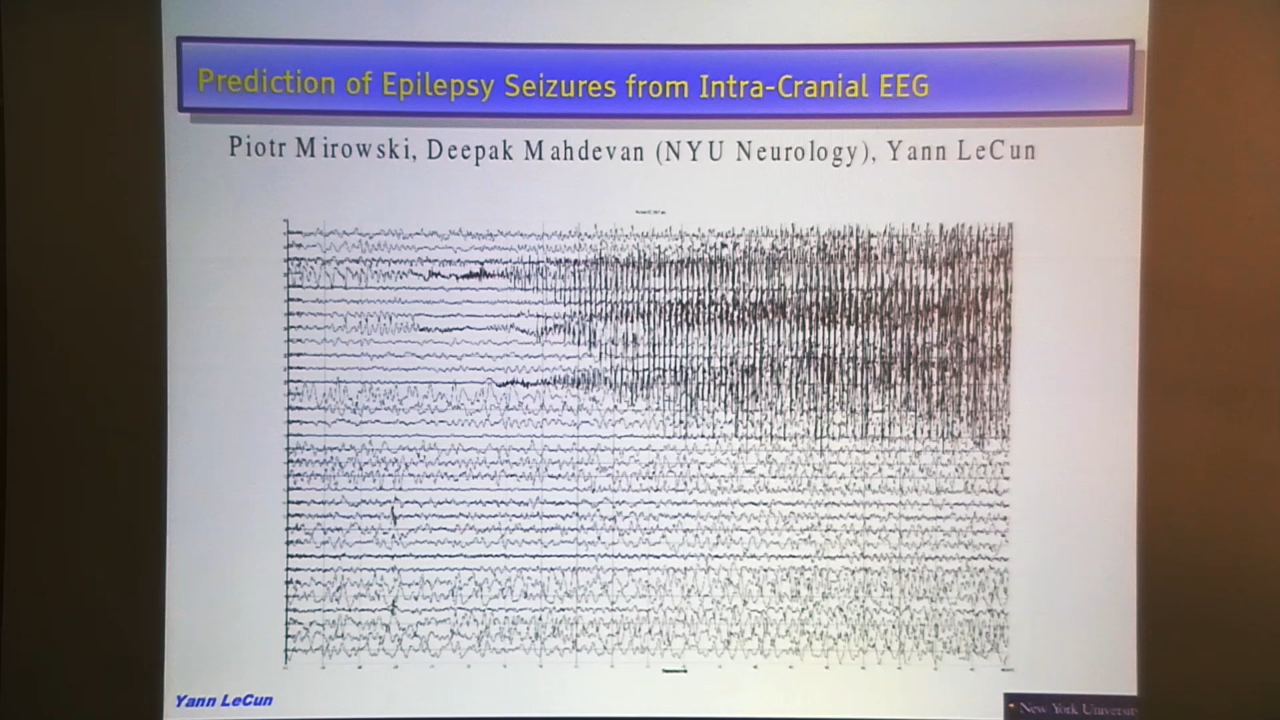 Prediction of Epilepsy Seizures from Intra-Cranial EEG
Piotr Mirowski, Deepak Mahdevan (NYU Neurology), Yann LeCun
Yann LeCun
New York Universit